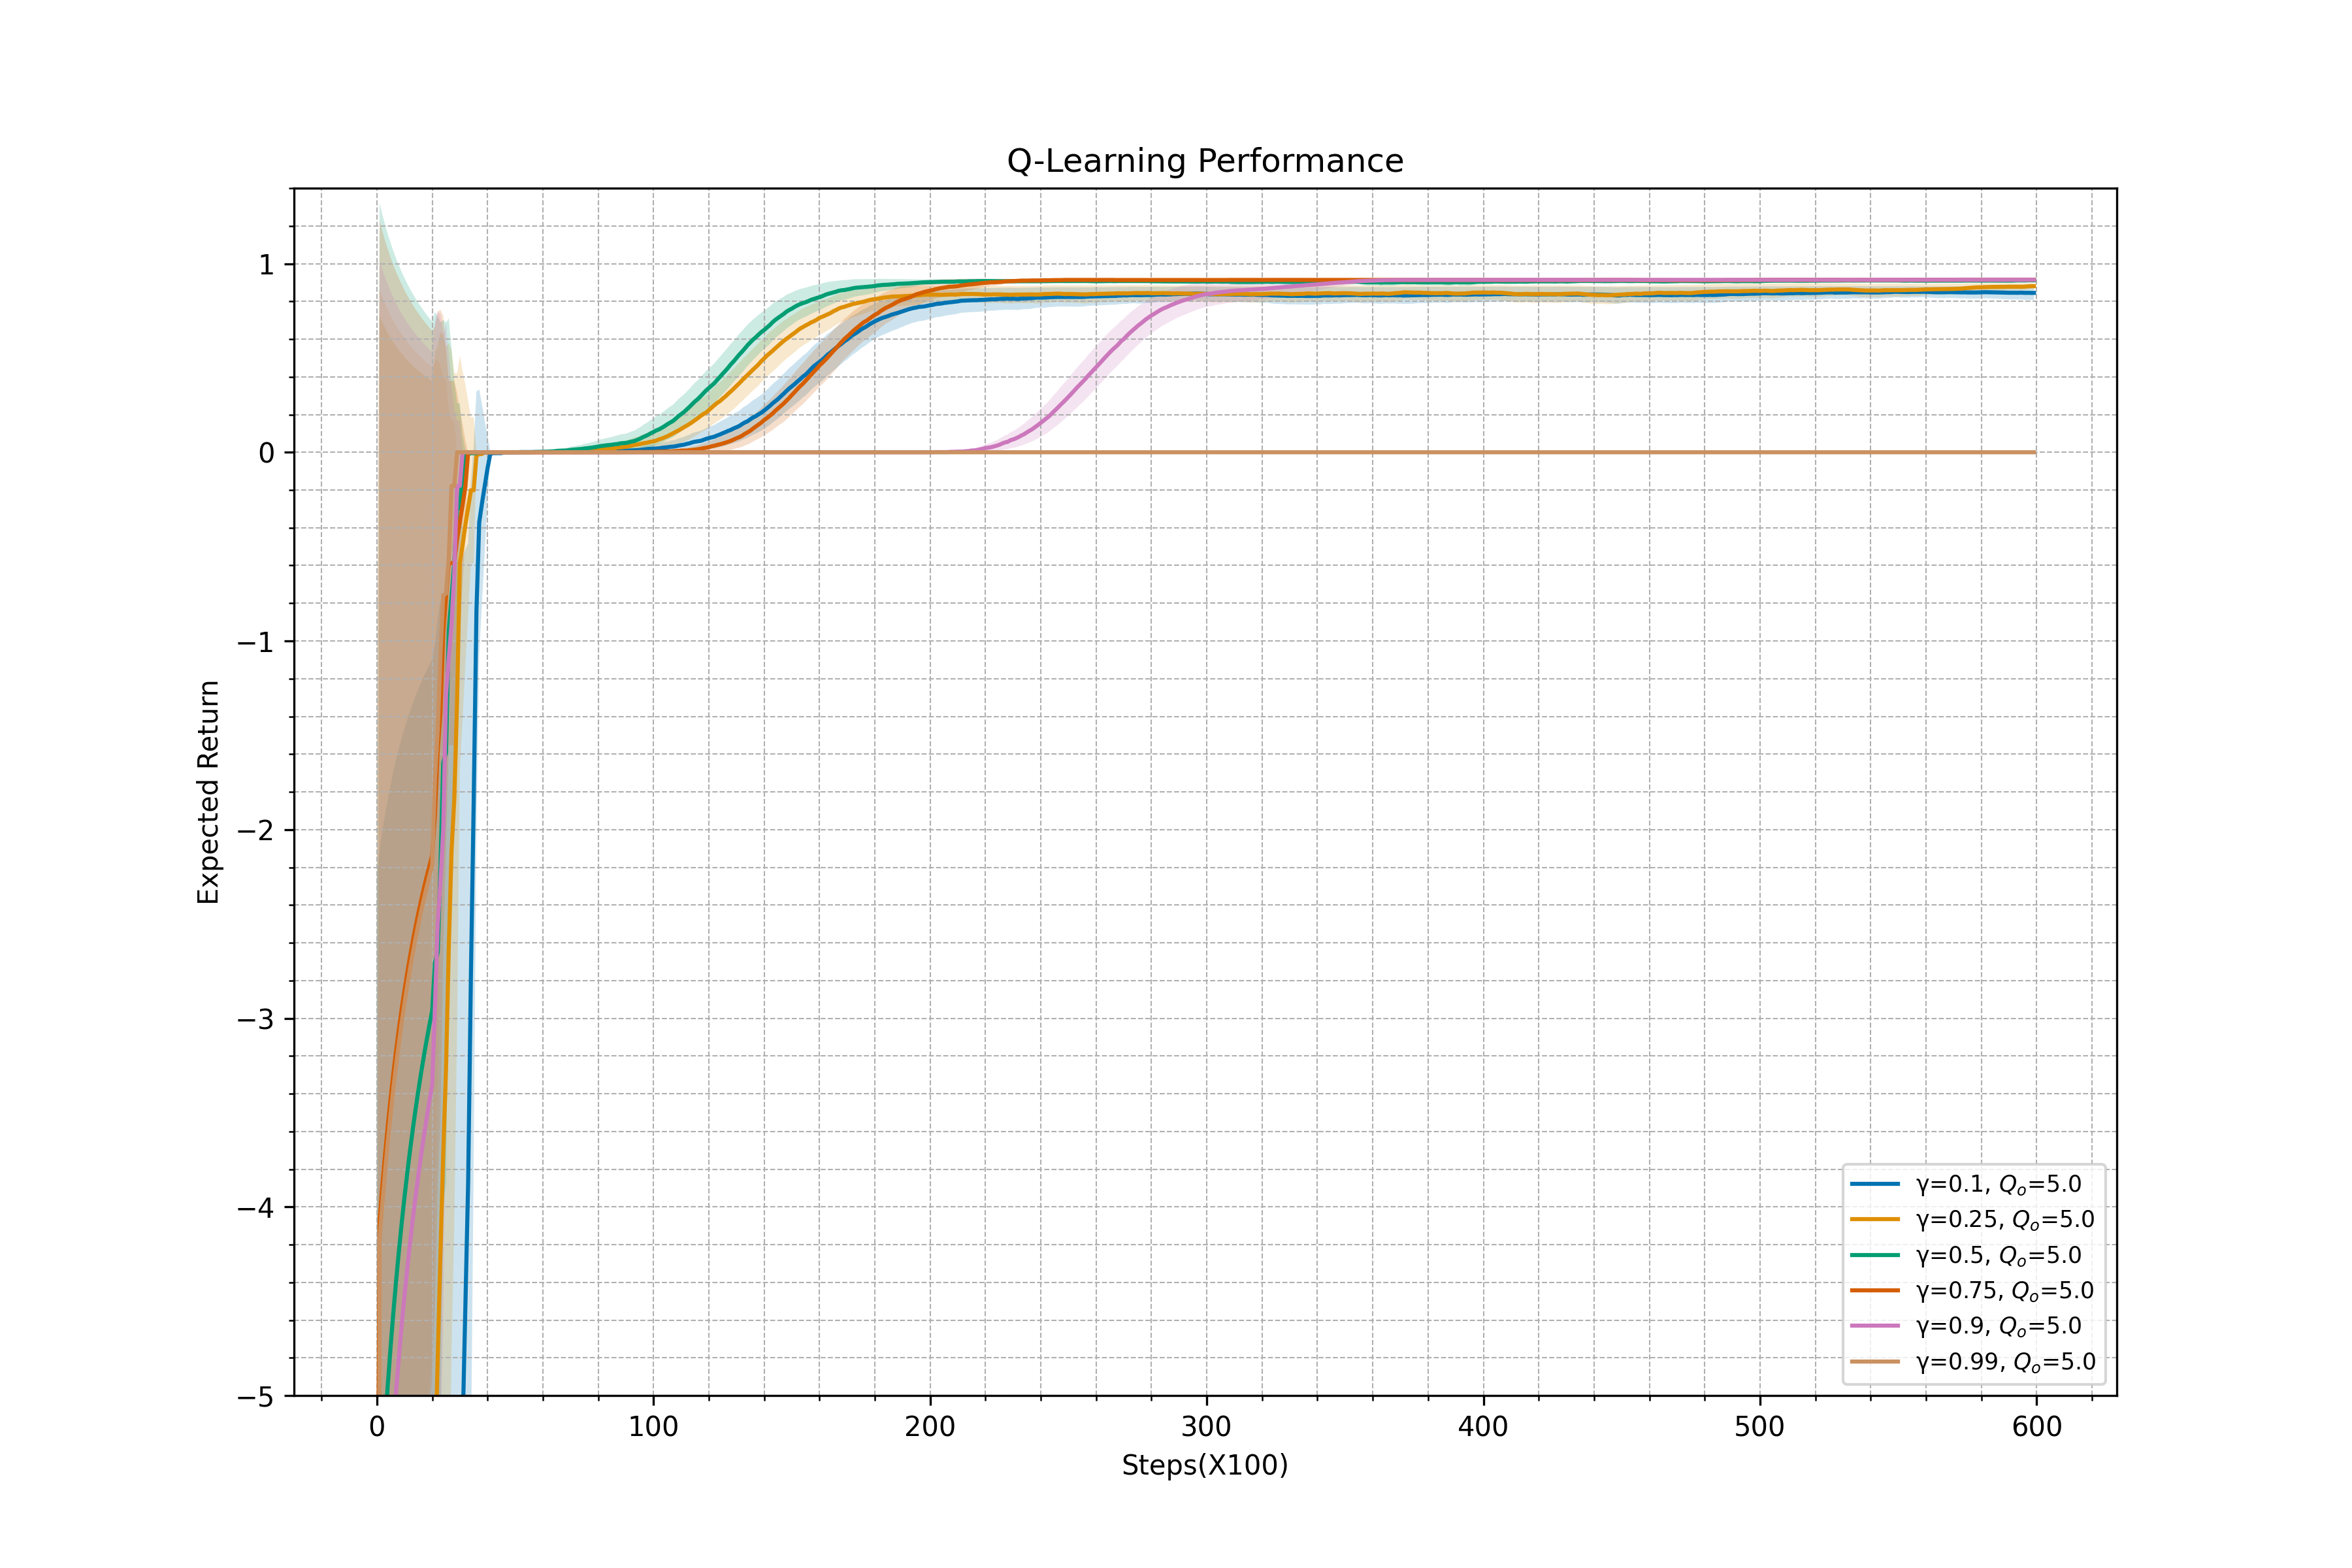 Q-Learning Performance
Expected Return
1
0
−1
−2
−3
−4
−5
0 100 200 300 400 500 600
Steps(X100)
γ=0.1, Qₒ=5.0
γ=0.25, Qₒ=5.0
γ=0.5, Qₒ=5.0
γ=0.75, Qₒ=5.0
γ=0.9, Qₒ=5.0
γ=0.99, Qₒ=5.0